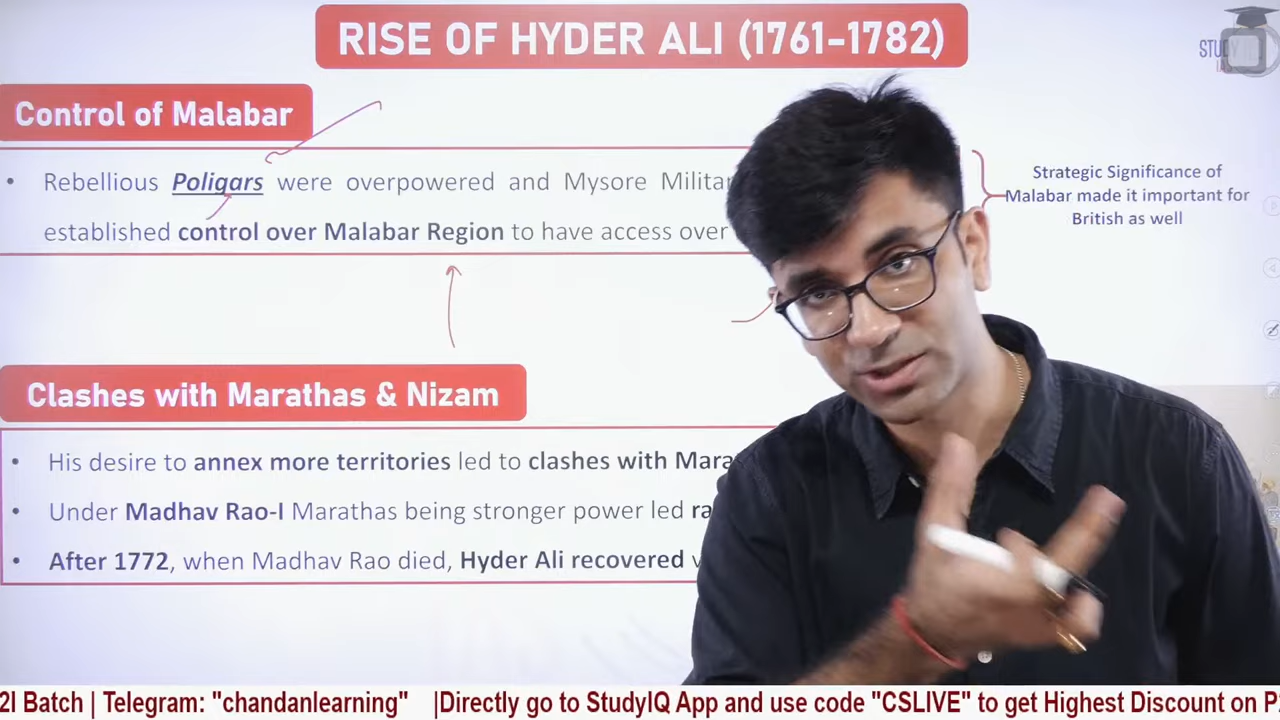 RISE OF HYDER ALI (1761-1782)
STUDY
Control of Malabar
• Rebellious Poligars were overpowered and Mysore
established control over Malabar Region to have access over
Strategic Significance of
Malabar made it important for
British as well
Clashes with Marathas & Nizam
• His desire to annex more territories led to clashes with
• Under Madhav Rao-I Marathas being stronger power led
• After 1772, when Madhav Rao died, Hyder Ali recovered
2I Batch | Telegram: "chandanlearning" |Directly go to StudyIQ App and use code "CSLIVE" to get Highest Discount on